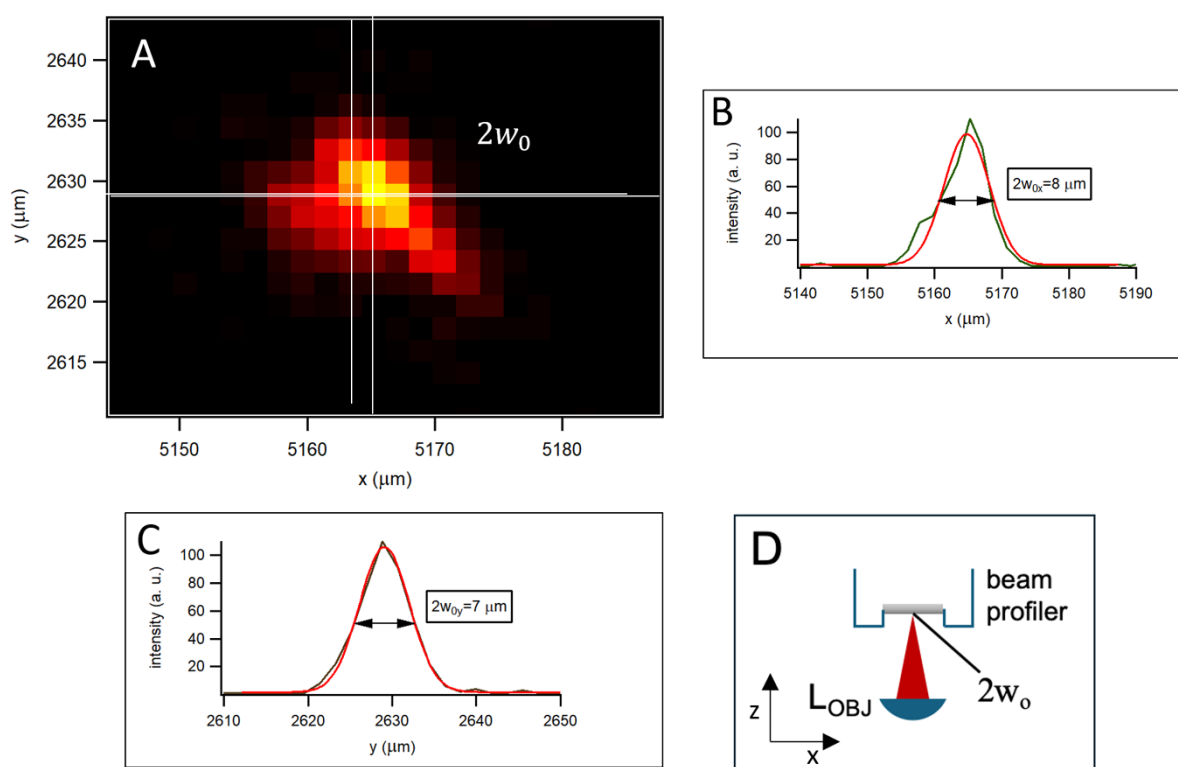 A
2w₀
2640
2635
2630
2625
2620
2615
y (μm)
5150 5160 5170 5180
x (μm)
B
100
80
60
40
20
intensity (a. u.)
2w₀ₓ=8 μm
5140 5150 5160 5170 5180 5190
x (μm)
C
100
80
60
40
20
intensity (a. u.)
2w₀y=7 μm
2610 2620 2630 2640 2650
y (μm)
D
beam
profiler
L_OBJ
2wₒ
z
x